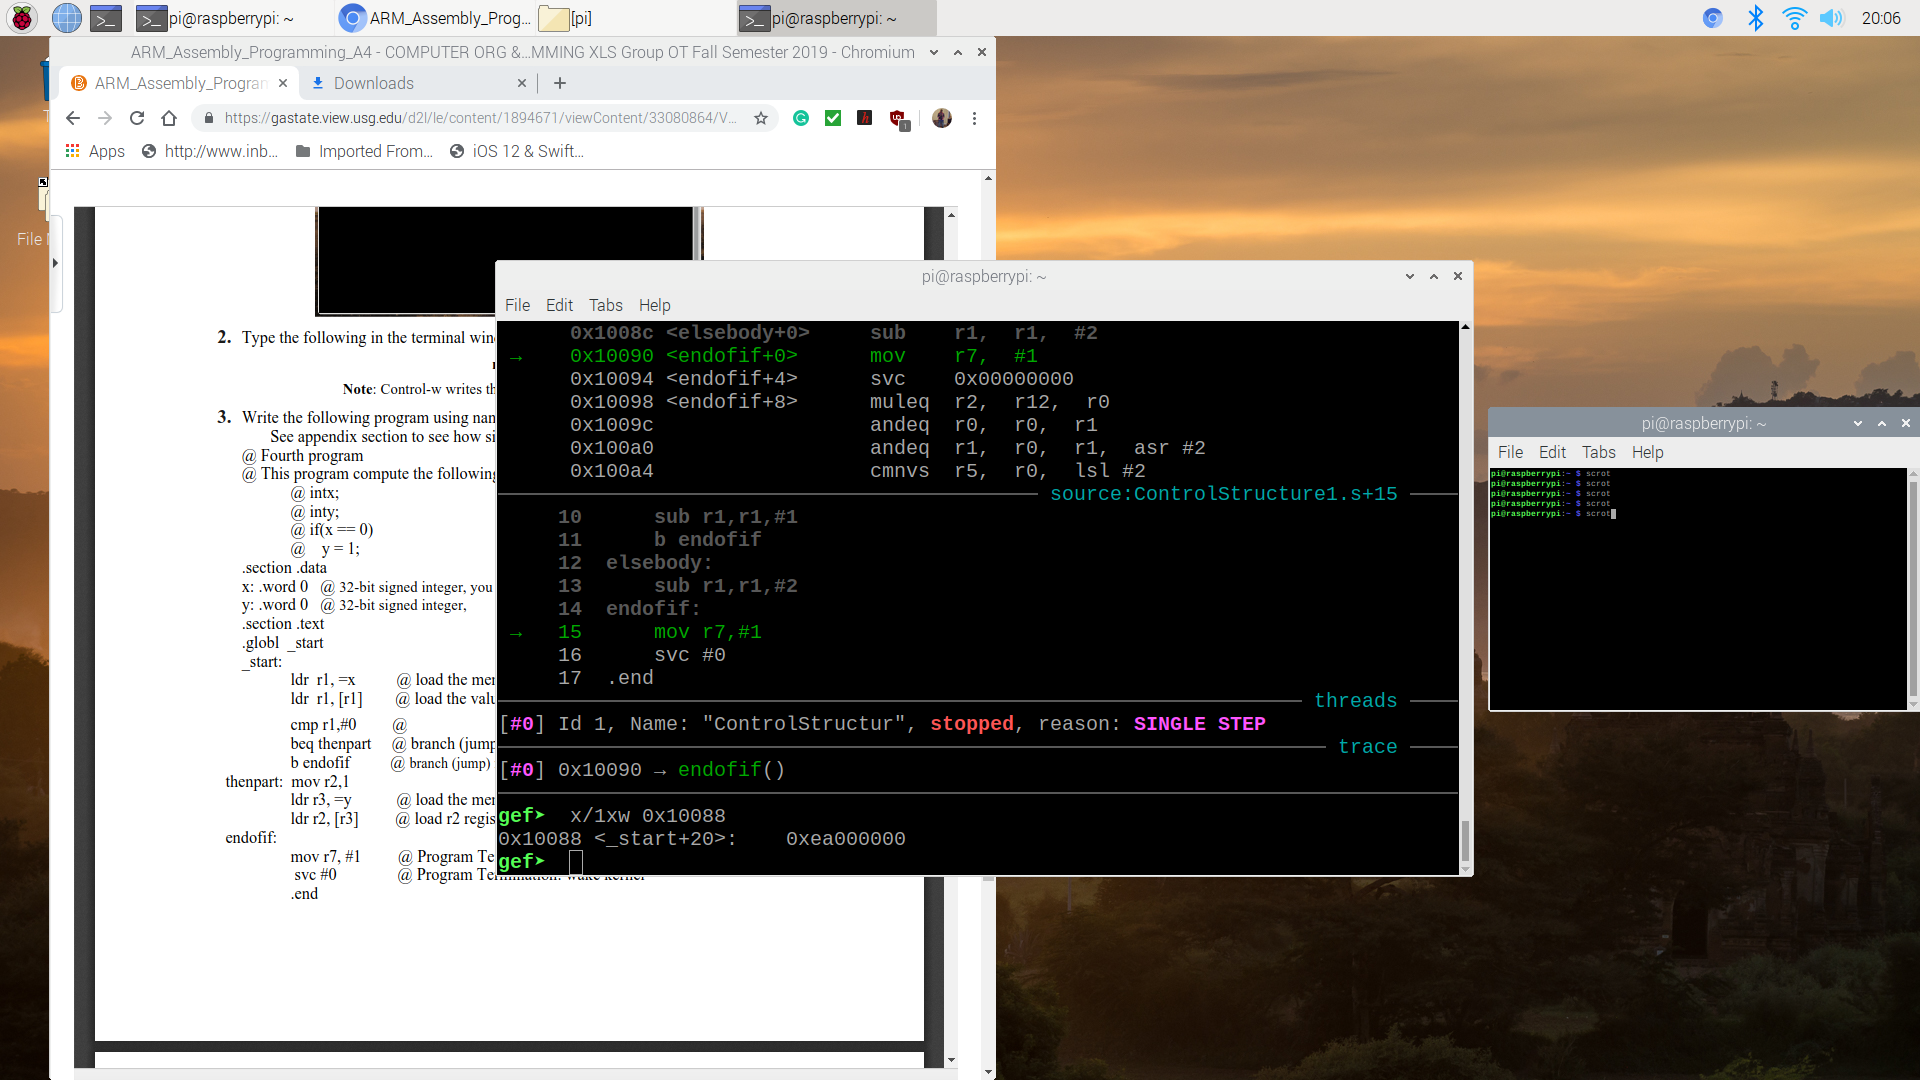 pi@raspberrypi: ~
ARM_Assembly_Prog...
[pi]
pi@raspberrypi: ~
20:06
ARM_Assembly_Programming_A4 - COMPUTER ORG &...MMING XLS Group OT Fall Semester 2019 - Chromium
ARM_Assembly_Program
Downloads
https://gastate.view.usg.edu/d2l/le/content/1894671/viewContent/33080864/V...
Apps
http://www.inb...
Imported From...
iOS 12 & Swift...
File
2. Type the following in the terminal win
Note: Control-w writes th
3. Write the following program using nan
See appendix section to see how si
@ Fourth program
@ This program compute the following
@ intx;
@ inty;
@ if(x == 0)
@ y = 1;
.section .data
x: .word 0 @ 32-bit signed integer, you
y: .word 0 @ 32-bit signed integer,
.section .text
.globl _start
_start:
ldr r1, =x @ load the mer
ldr r1, [r1] @ load the valu
cmp r1,#0 @
beq thenpart @ branch (jump
b endofif @ branch (jump)
thenpart: mov r2,1
ldr r3, =y @ load the mer
ldr r2, [r3] @ load r2 regis
endofif:
mov r7, #1 @ Program Te
svc #0 @ Program Termination: wake kernel
.end
pi@raspberrypi: ~
File Edit Tabs Help
0x1008c <elsebody+0> sub r1, r1, #2
→ 0x10090 <endofif+0> mov r7, #1
0x10094 <endofif+4> svc 0x00000000
0x10098 <endofif+8> muleq r2, r12, r0
0x1009c andeq r0, r0, r1
0x100a0 andeq r1, r0, r1, asr #2
0x100a4 cmnvs r5, r0, lsl #2
source:ControlStructure1.s+15
10 sub r1,r1,#1
11 b endofif
12 elsebody:
13 sub r1,r1,#2
14 endofif:
→ 15 mov r7,#1
16 svc #0
17 .end
threads
[#0] Id 1, Name: "ControlStructur", stopped, reason: SINGLE STEP
trace
[#0] 0x10090 → endofif()
gef➤ x/1xw 0x10088
0x10088 <_start+20>: 0xea000000
gef➤
pi@raspberrypi: ~
File Edit Tabs Help
pi@raspberrypi:~ $ scrot
pi@raspberrypi:~ $ scrot
pi@raspberrypi:~ $ scrot
pi@raspberrypi:~ $ scrot
pi@raspberrypi:~ $ scrot